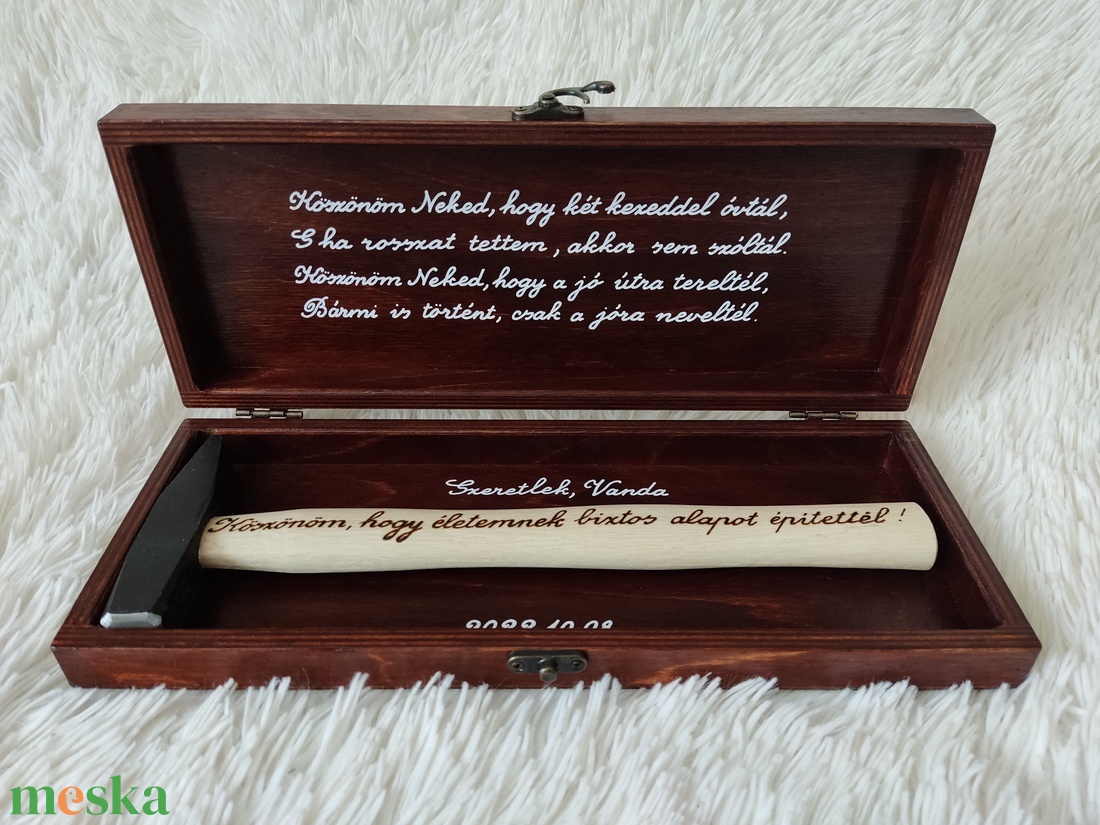 Köszönöm Neked, hogy két kezeddel óvtál,
S ha rosszat tettem, akkor sem szóltál.
Köszönöm Neked, hogy a jó útra tereltél,
Bármi is történt, csak a jóra neveltél.
Szeretlek, Vanda
Köszönöm, hogy életemnek biztos alapot építettél !
meska